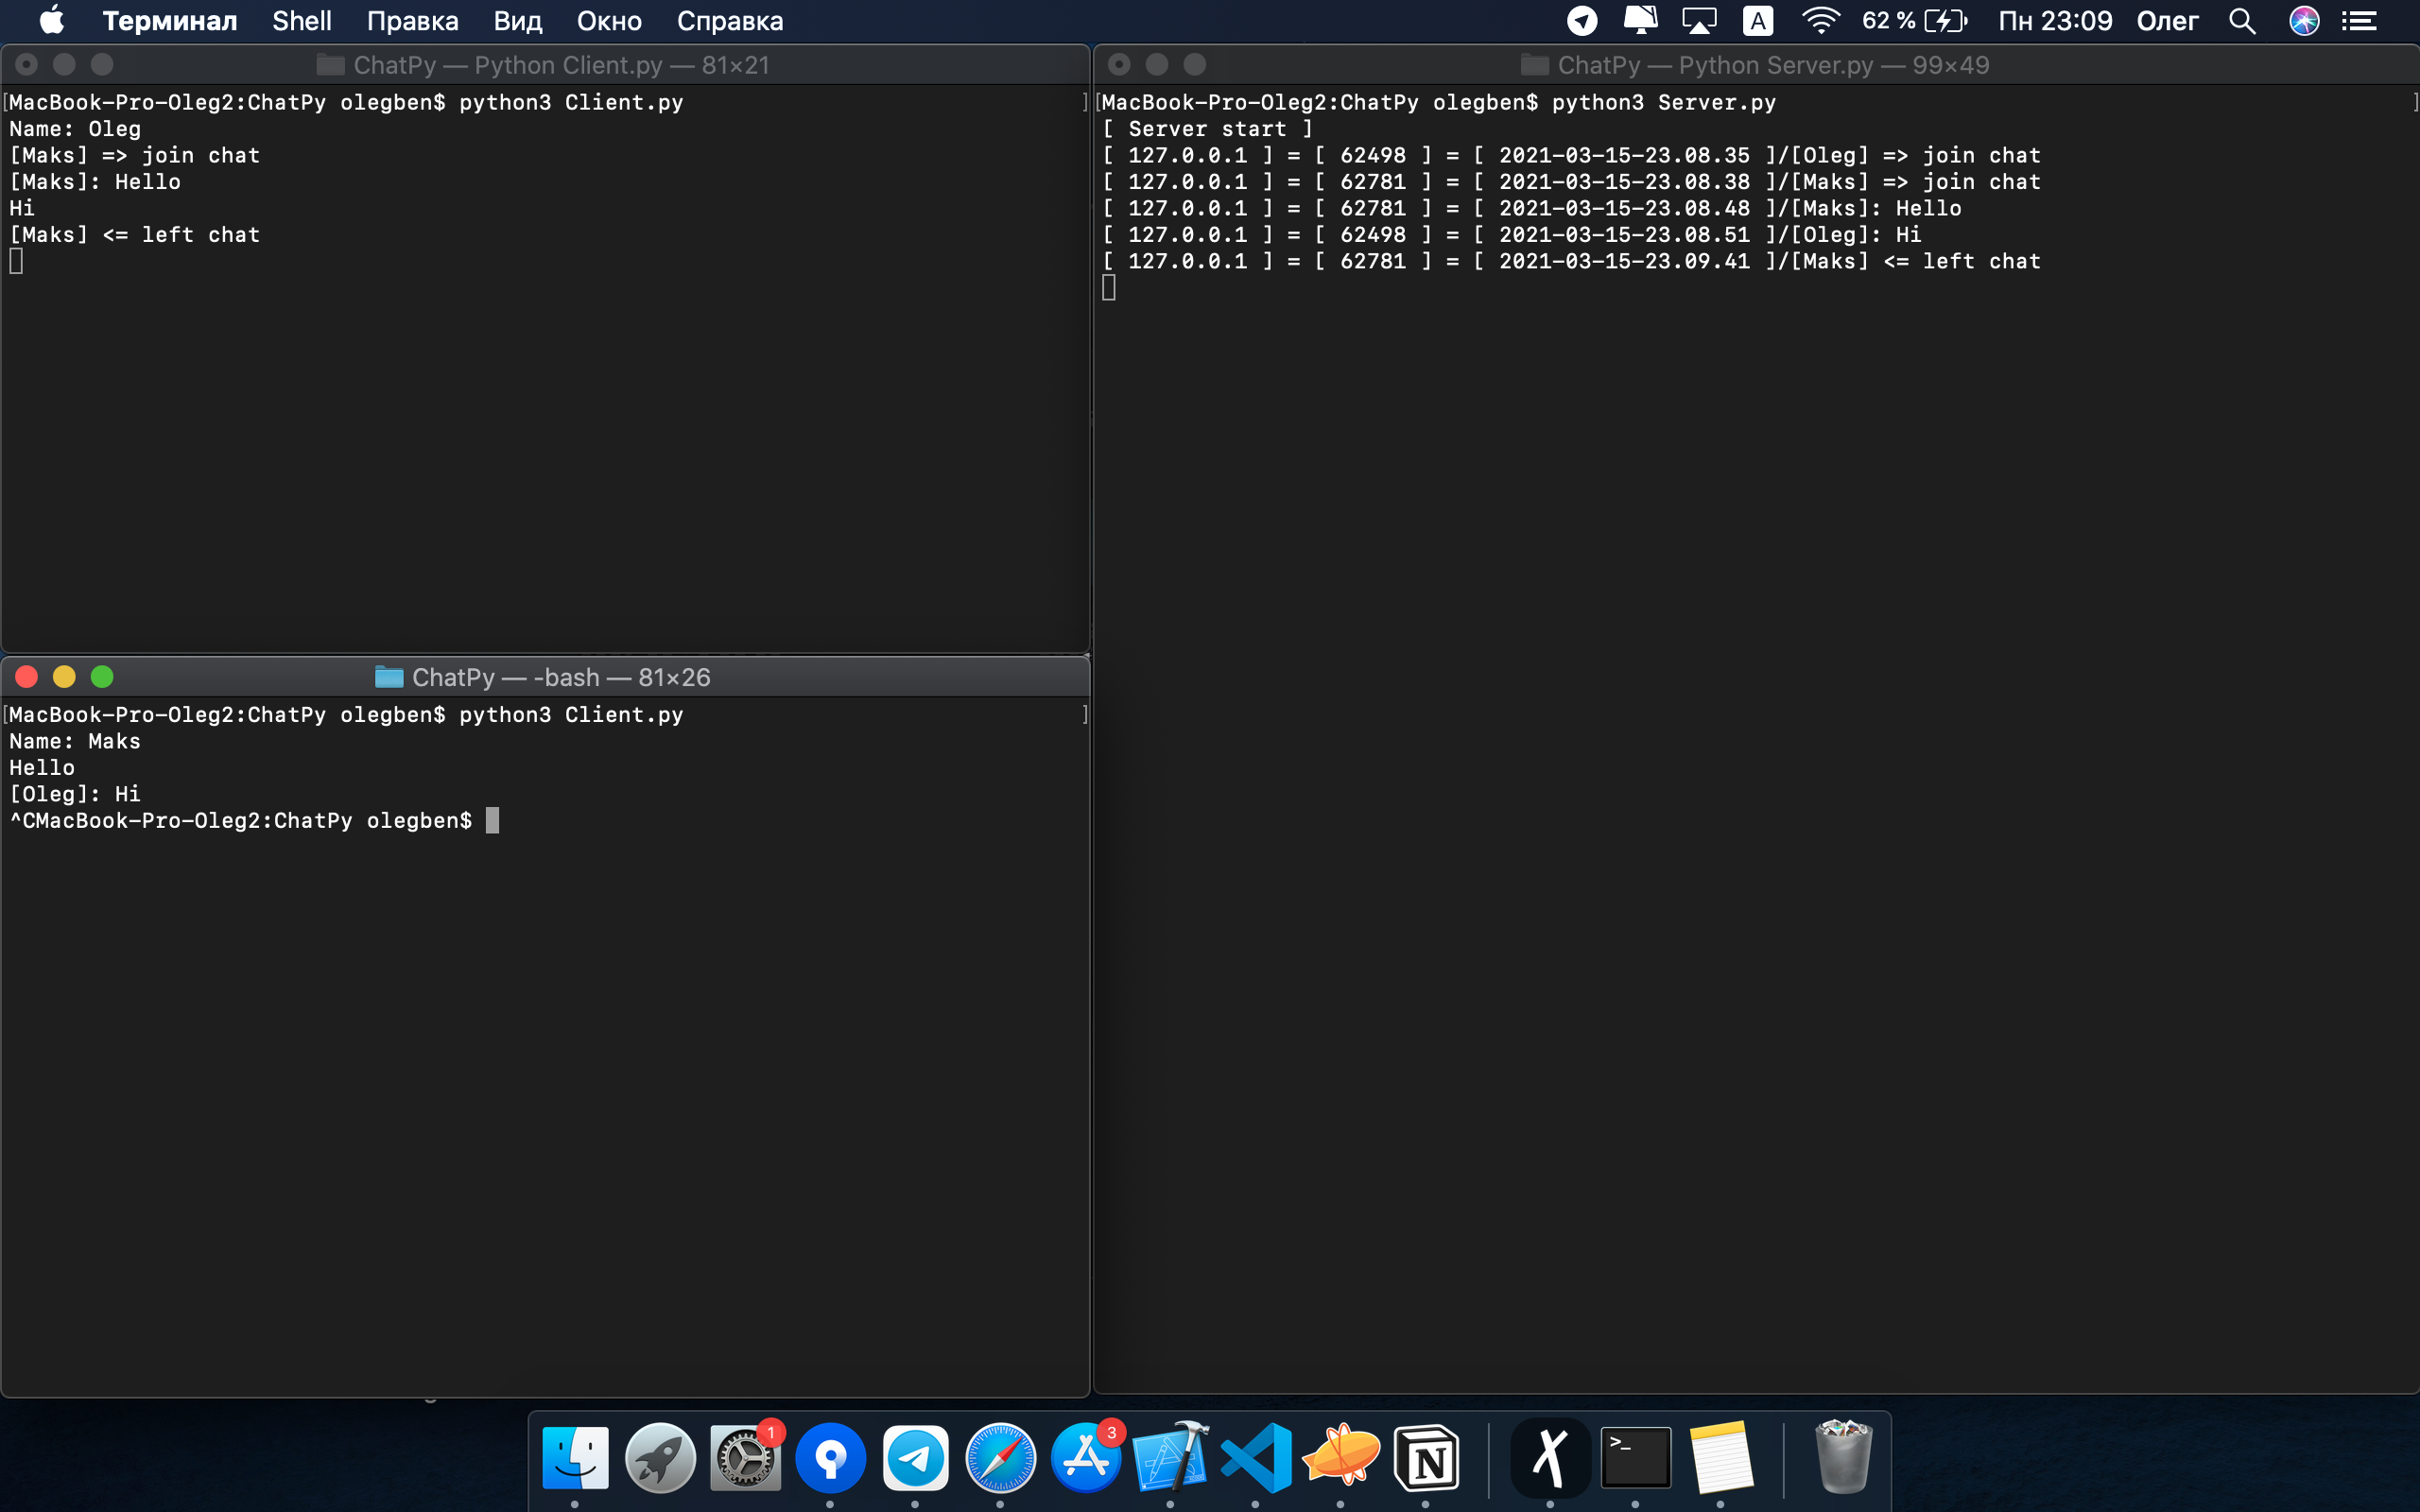 Терминал Shell Правка Вид Окно Справка A 62 % Пн 23:09 Олег
ChatPy — Python Client.py — 81×21
[MacBook-Pro-Oleg2:ChatPy olegben$ python3 Client.py ]
Name: Oleg
[Maks] => join chat
[Maks]: Hello
Hi
[Maks] <= left chat
ChatPy — Python Server.py — 99×49
[MacBook-Pro-Oleg2:ChatPy olegben$ python3 Server.py ]
[ Server start ]
[ 127.0.0.1 ] = [ 62498 ] = [ 2021-03-15-23.08.35 ]/[Oleg] => join chat
[ 127.0.0.1 ] = [ 62781 ] = [ 2021-03-15-23.08.38 ]/[Maks] => join chat
[ 127.0.0.1 ] = [ 62781 ] = [ 2021-03-15-23.08.48 ]/[Maks]: Hello
[ 127.0.0.1 ] = [ 62498 ] = [ 2021-03-15-23.08.51 ]/[Oleg]: Hi
[ 127.0.0.1 ] = [ 62781 ] = [ 2021-03-15-23.09.41 ]/[Maks] <= left chat
ChatPy — -bash — 81×26
[MacBook-Pro-Oleg2:ChatPy olegben$ python3 Client.py ]
Name: Maks
Hello
[Oleg]: Hi
^CMacBook-Pro-Oleg2:ChatPy olegben$
1
3
N
X
>_